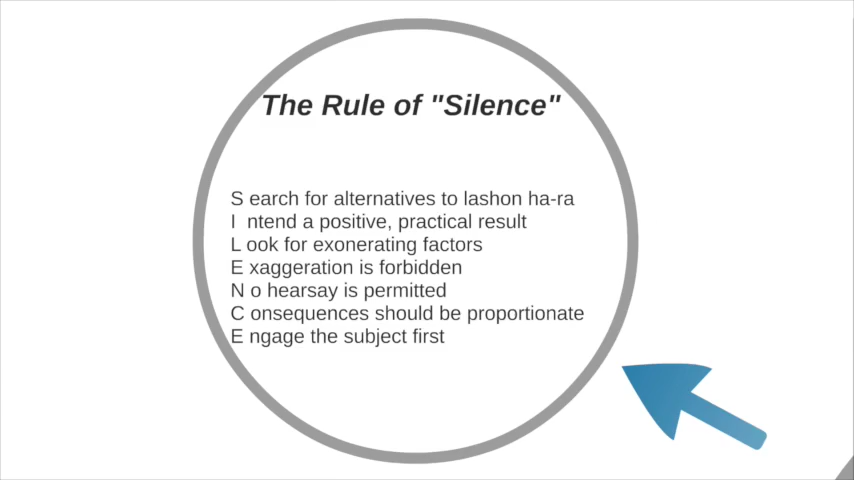 The Rule of "Silence"
S earch for alternatives to lashon ha-ra
I ntend a positive, practical result
L ook for exonerating factors
E xaggeration is forbidden
N o hearsay is permitted
C onsequences should be proportionate
E ngage the subject first